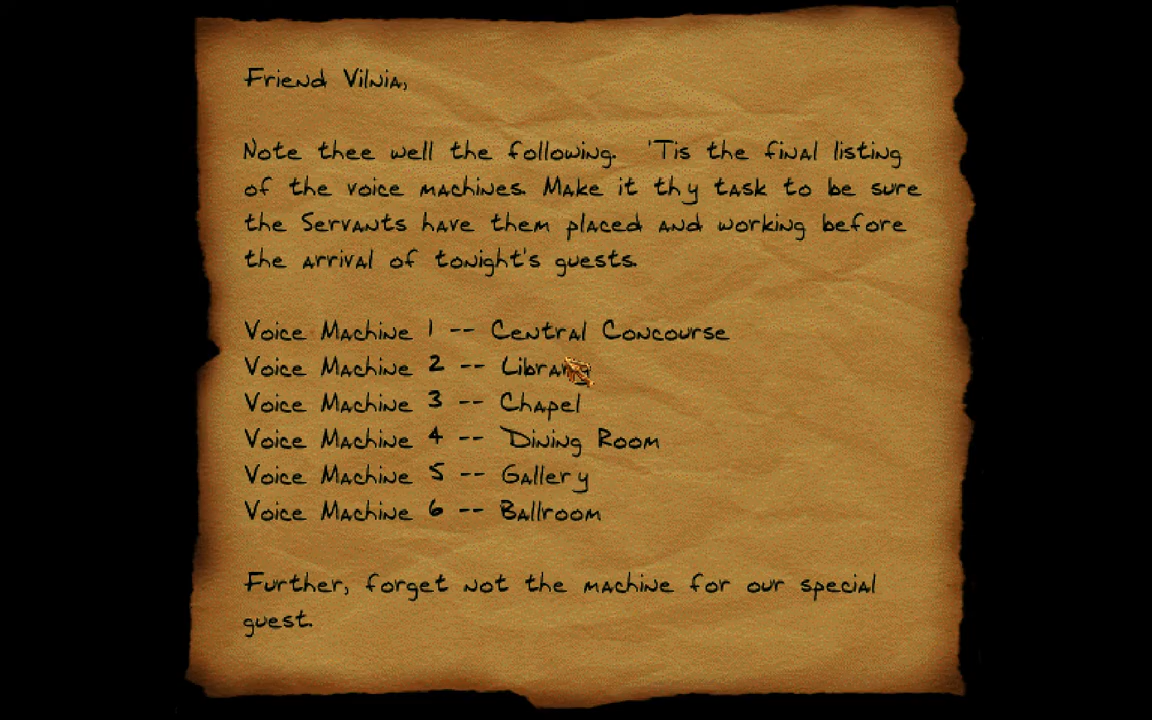 Friend Vilnia,
Note thee well the following. 'Tis the final listing
of the voice machines. Make it thy task to be sure
the Servants have them placed and working before
the arrival of tonight's guests.
Voice Machine 1 -- Central Concourse
Voice Machine 2 -- Library
Voice Machine 3 -- Chapel
Voice Machine 4 -- Dining Room
Voice Machine 5 -- Gallery
Voice Machine 6 -- Ballroom
Further, forget not the machine for our special
guest.